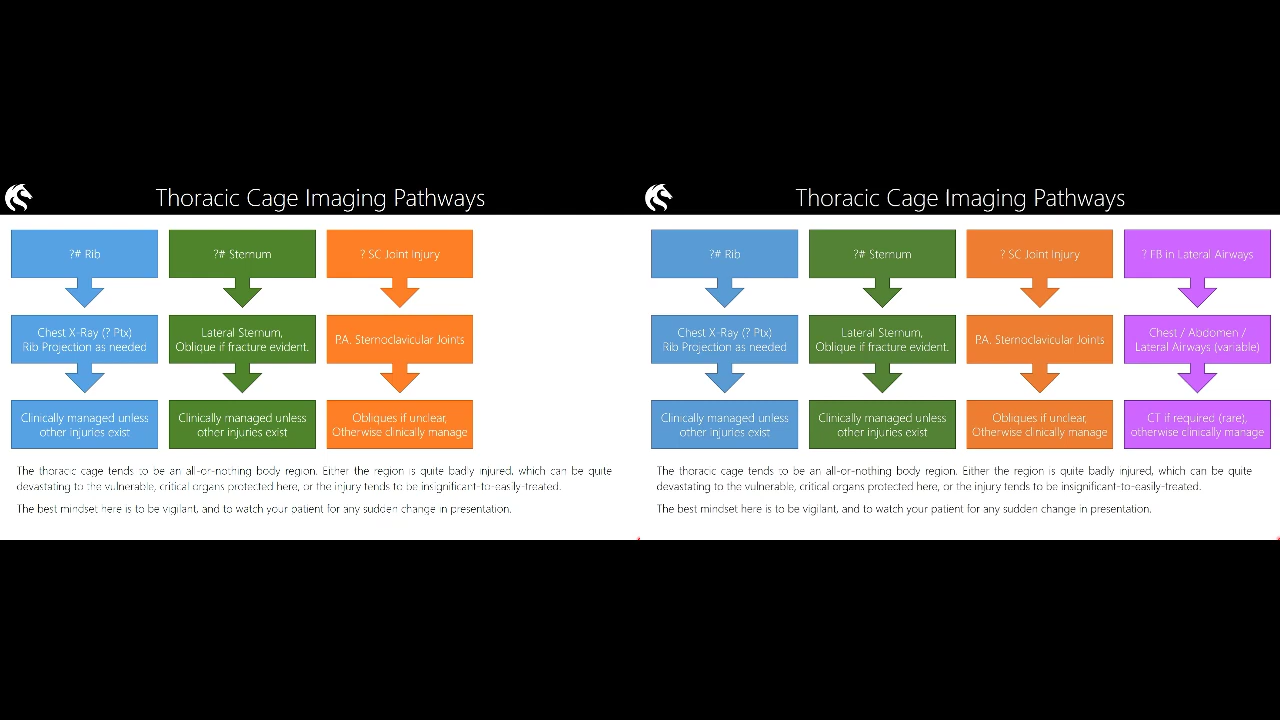 Thoracic Cage Imaging Pathways
?# Rib
?# Sternum
? SC Joint Injury
Chest X-Ray (? Ptx)
Rib Projection as needed
Lateral Sternum,
Oblique if fracture evident.
P.A. Sternoclavicular Joints
Clinically managed unless
other injuries exist
Clinically managed unless
other injuries exist
Obliques if unclear,
Otherwise clinically manage
The thoracic cage tends to be an all-or-nothing body region. Either the region is quite badly injured, which can be quite
devastating to the vulnerable, critical organs protected here, or the injury tends to be insignificant-to-easily-treated.
The best mindset here is to be vigilant, and to watch your patient for any sudden change in presentation.
Thoracic Cage Imaging Pathways
?# Rib
?# Sternum
? SC Joint Injury
? FB in Lateral Airways
Chest X-Ray (? Ptx)
Rib Projection as needed
Lateral Sternum,
Oblique if fracture evident.
P.A. Sternoclavicular Joints
Chest / Abdomen /
Lateral Airways (variable)
Clinically managed unless
other injuries exist
Clinically managed unless
other injuries exist
Obliques if unclear,
Otherwise clinically manage
CT if required (rare),
otherwise clinically manage
The thoracic cage tends to be an all-or-nothing body region. Either the region is quite badly injured, which can be quite
devastating to the vulnerable, critical organs protected here, or the injury tends to be insignificant-to-easily-treated.
The best mindset here is to be vigilant, and to watch your patient for any sudden change in presentation.